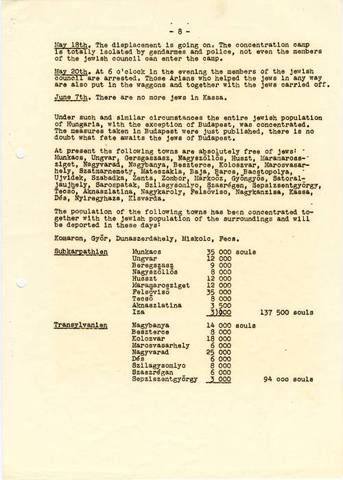 - 8 -
May 18th. The displacement is going on. The concentration camp
is totally isolated by gendarmes and police, not even the members
of the jewish council can enter the camp.
May 20th. At 6 o'clock in the evening the members of the jewish
council are arrested. Those Arians who helped the jews in any way
are also put in the waggons and together with the jews carried off.
June 7th. There are no more jews in Kassa.
Under such and similar circumstances the entire jewish population
of Hungaria, with the exception of Budapest, was concentrated.
The measures taken in Budapest were just published, there is no
doubt what fate awaits the jews of Budapest.
At present the following towns are absolutely free of jews:
Munkacs, Ungvar, Gerszgaszasz, Nagyszöllös, Huszt, Maramaros-
sziget, Nagyvarad, Nagybanya, Beszterce, Koloszvar, Marosvasar-
hely, Szatmarnemety, Mateszalka, Baja, Baros, Bacstopolya,
Ujvidek, Szabadka, Zenta, Zombor, Markosd, Gyöngyös, Satoral-
jaujhely, Sarospatak, Szilagysomlyo, Szasrégen, Sepsiszentgyörgy,
Tecso, Aknaszlatina, Nagykaroly, Felsöviso, Nagykanizsa, Kassa,
Dés, Nyiregyhaza, Kisvarda.
The population of the following towns has been concentrated to-
gether with the jewish population of the surroundings and will
be deported in these days:
Komarom, Győr, Dunaszerdahely, Miskolc, Pecs.
Subkarpathien Munkacs 35 000 souls
Ungvar 12 000
Beregszasz 9 000
Nagyszöllös 8 000
Huszt 12 000
Maramarosziget 12 000
Felsöviso 35 000
Tecsö 8 000
Aknaszlatina 3 500
Iza 3 000 137 500 souls
Transylvanien Nagybanya 14 000 souls
Beszterce 8 000
Kolozvar 18 000
Marosvasarhely 6 000
Nagyvarad 25 000
Dés 6 000
Szilagysomlyo 8 000
Szaszrégan 6 000
Sepsiszentgyörgy 3 000 94 000 souls